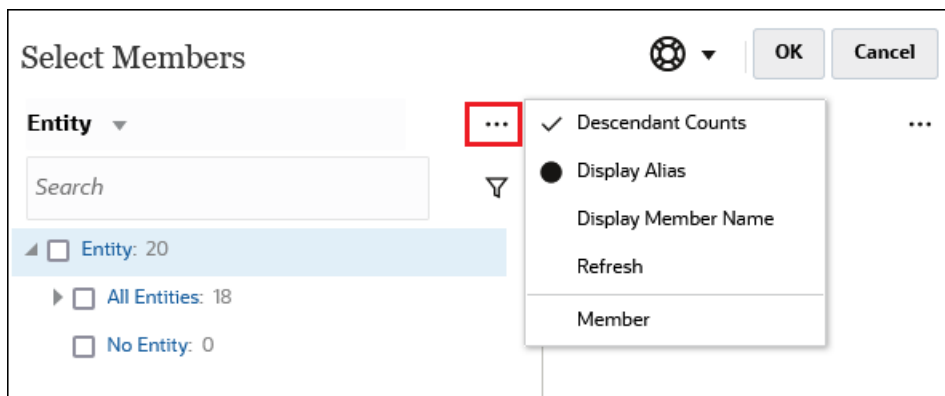 Select Members
OK
Cancel
Entity
Descendant Counts
Search
Display Alias
Display Member Name
Entity: 20
Refresh
All Entities: 18
Member
No Entity: 0